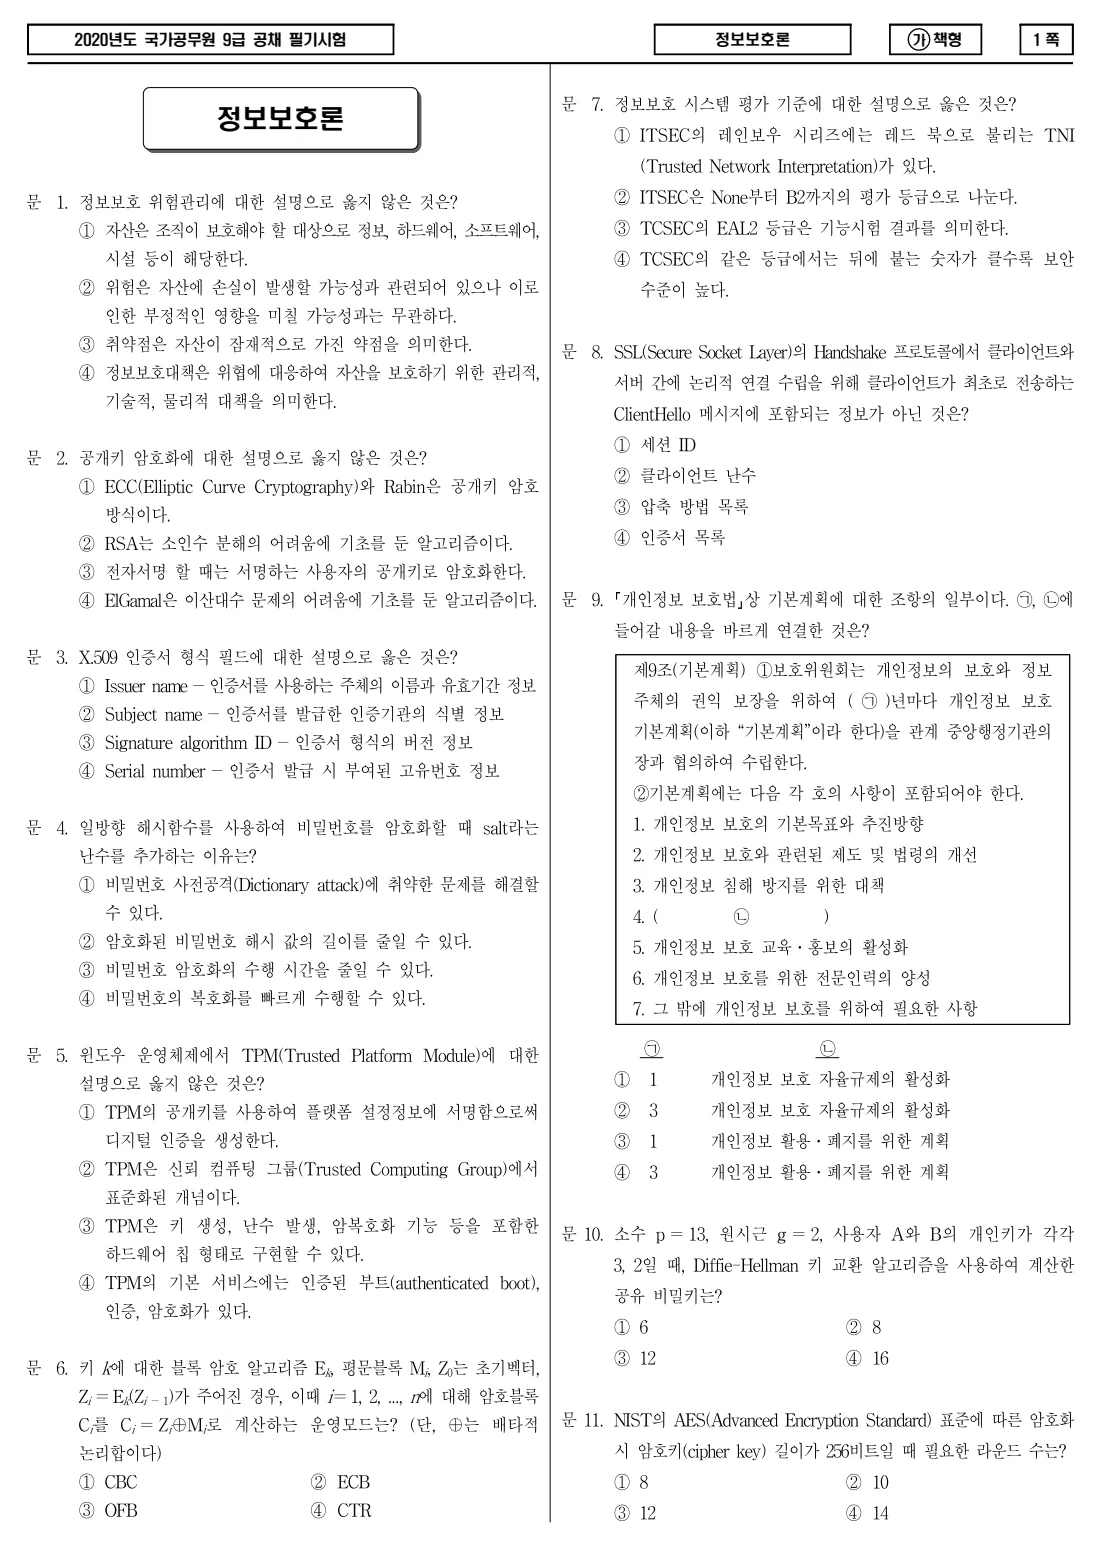 2020년도 국가공무원 9급 공채 필기시험
정보보호론
㉮ 책형
1 쪽
정보보호론
문 1. 정보보호 위험관리에 대한 설명으로 옳지 않은 것은?
① 자산은 조직이 보호해야 할 대상으로 정보, 하드웨어, 소프트웨어,
시설 등이 해당한다.
② 위험은 자산에 손실이 발생할 가능성과 관련되어 있으나 이로
인한 부정적인 영향을 미칠 가능성과는 무관하다.
③ 취약점은 자산이 잠재적으로 가진 약점을 의미한다.
④ 정보보호대책은 위협에 대응하여 자산을 보호하기 위한 관리적,
기술적, 물리적 대책을 의미한다.
문 2. 공개키 암호화에 대한 설명으로 옳지 않은 것은?
① ECC(Elliptic Curve Cryptography)와 Rabin은 공개키 암호
방식이다.
② RSA는 소인수 분해의 어려움에 기초를 둔 알고리즘이다.
③ 전자서명 할 때는 서명하는 사용자의 공개키로 암호화한다.
④ ElGamal은 이산대수 문제의 어려움에 기초를 둔 알고리즘이다.
문 3. X.509 인증서 형식 필드에 대한 설명으로 옳은 것은?
① Issuer name - 인증서를 사용하는 주체의 이름과 유효기간 정보
② Subject name - 인증서를 발급한 인증기관의 식별 정보
③ Signature algorithm ID - 인증서 형식의 버전 정보
④ Serial number - 인증서 발급 시 부여된 고유번호 정보
문 4. 일방향 해시함수를 사용하여 비밀번호를 암호화할 때 salt라는
난수를 추가하는 이유는?
① 비밀번호 사전공격(Dictionary attack)에 취약한 문제를 해결할
수 있다.
② 암호화된 비밀번호 해시 값의 길이를 줄일 수 있다.
③ 비밀번호 암호화의 수행 시간을 줄일 수 있다.
④ 비밀번호의 복호화를 빠르게 수행할 수 있다.
문 5. 윈도우 운영체제에서 TPM(Trusted Platform Module)에 대한
설명으로 옳지 않은 것은?
① TPM의 공개키를 사용하여 플랫폼 설정정보에 서명함으로써
디지털 인증을 생성한다.
② TPM은 신뢰 컴퓨팅 그룹(Trusted Computing Group)에서
표준화된 개념이다.
③ TPM은 키 생성, 난수 발생, 암복호화 기능 등을 포함한
하드웨어 칩 형태로 구현할 수 있다.
④ TPM의 기본 서비스에는 인증된 부트(authenticated boot),
인증, 암호화가 있다.
문 6. 키 k에 대한 블록 암호 알고리즘 Eₖ, 평문블록 Mᵢ, Z₀는 초기벡터,
Zᵢ = Eₖ(Zᵢ₋₁)가 주어진 경우, 이때 i = 1, 2, ..., n에 대해 암호블록
Cᵢ를 Cᵢ = Zᵢ⊕Mᵢ로 계산하는 운영모드는? (단, ⊕는 배타적
논리합이다)
① CBC ② ECB
③ OFB ④ CTR
문 7. 정보보호 시스템 평가 기준에 대한 설명으로 옳은 것은?
① ITSEC의 레인보우 시리즈에는 레드 북으로 불리는 TNI
(Trusted Network Interpretation)가 있다.
② ITSEC은 None부터 B2까지의 평가 등급으로 나눈다.
③ TCSEC의 EAL2 등급은 기능시험 결과를 의미한다.
④ TCSEC의 같은 등급에서는 뒤에 붙는 숫자가 클수록 보안
수준이 높다.
문 8. SSL(Secure Socket Layer)의 Handshake 프로토콜에서 클라이언트와
서버 간에 논리적 연결 수립을 위해 클라이언트가 최초로 전송하는
ClientHello 메시지에 포함되는 정보가 아닌 것은?
① 세션 ID
② 클라이언트 난수
③ 압축 방법 목록
④ 인증서 목록
문 9. 「개인정보 보호법」상 기본계획에 대한 조항의 일부이다. ㉠, ㉡에
들어갈 내용을 바르게 연결한 것은?
제9조(기본계획) ①보호위원회는 개인정보의 보호와 정보
주체의 권익 보장을 위하여 ( ㉠ )년마다 개인정보 보호
기본계획(이하 “기본계획”이라 한다)을 관계 중앙행정기관의
장과 협의하여 수립한다.
②기본계획에는 다음 각 호의 사항이 포함되어야 한다.
1. 개인정보 보호의 기본목표와 추진방향
2. 개인정보 보호와 관련된 제도 및 법령의 개선
3. 개인정보 침해 방지를 위한 대책
4. ( ㉡ )
5. 개인정보 보호 교육・홍보의 활성화
6. 개인정보 보호를 위한 전문인력의 양성
7. 그 밖에 개인정보 보호를 위하여 필요한 사항
㉠ ㉡
① 1 개인정보 보호 자율규제의 활성화
② 3 개인정보 보호 자율규제의 활성화
③ 1 개인정보 활용・폐지를 위한 계획
④ 3 개인정보 활용・폐지를 위한 계획
문 10. 소수 p = 13, 원시근 g = 2, 사용자 A와 B의 개인키가 각각
3, 2일 때, Diffie-Hellman 키 교환 알고리즘을 사용하여 계산한
공유 비밀키는?
① 6 ② 8
③ 12 ④ 16
문 11. NIST의 AES(Advanced Encryption Standard) 표준에 따른 암호화
시 암호키(cipher key) 길이가 256비트일 때 필요한 라운드 수는?
① 8 ② 10
③ 12 ④ 14